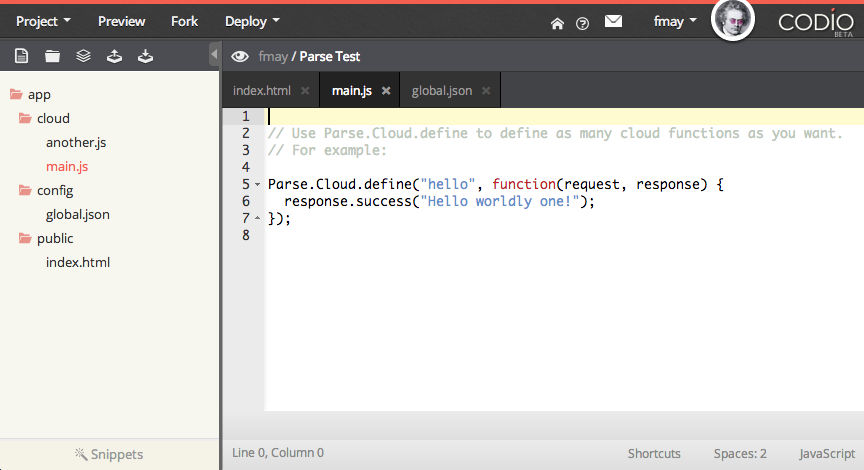 Project Preview Fork Deploy fmay CODIO
BETA
fmay / Parse Test
index.html × main.js × global.json ×
app
cloud
another.js
main.js
config
global.json
public
index.html
1
2 // Use Parse.Cloud.define to define as many cloud functions as you want.
3 // For example:
4
5 Parse.Cloud.define("hello", function(request, response) {
6 response.success("Hello worldly one!");
7 });
8
Snippets
Line 0, Column 0 Shortcuts Spaces: 2 JavaScript